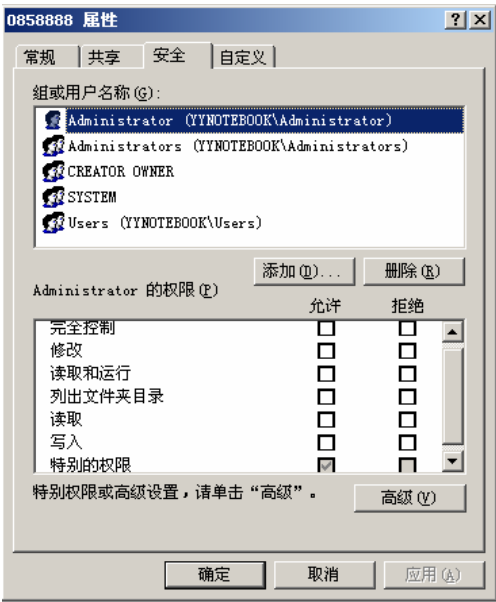 0858888 属性
常规 共享 安全 自定义
组或用户名称(G):
Administrator (YYNOTEBOOK\Administrator)
Administrators (YYNOTEBOOK\Administrators)
CREATOR OWNER
SYSTEM
Users (YYNOTEBOOK\Users)
添加(D)... 删除(R)
Administrator 的权限(P) 允许 拒绝
完全控制
修改
读取和运行
列出文件夹目录
读取
写入
特别的权限
特别权限或高级设置，请单击“高级”。 高级(V)
确定 取消 应用(A)